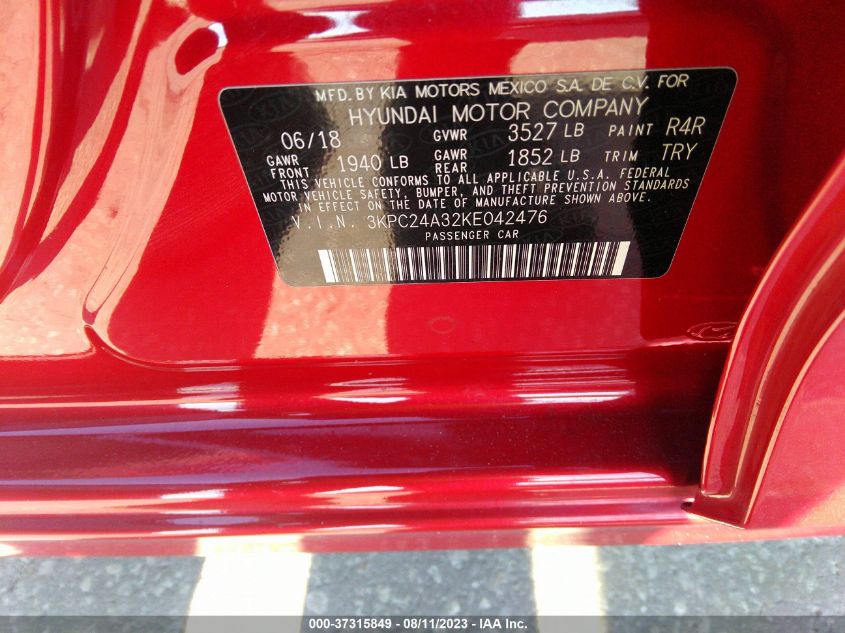 MFD. BY KIA MOTORS MEXICO S.A. DE C.V. FOR
HYUNDAI MOTOR COMPANY
06/18 GVWR 3527 LB PAINT R4R
GAWR FRONT 1940 LB GAWR REAR 1852 LB TRIM TRY
THIS VEHICLE CONFORMS TO ALL APPLICABLE U.S.A. FEDERAL
MOTOR VEHICLE SAFETY, BUMPER, AND THEFT PREVENTION STANDARDS
IN EFFECT ON THE DATE OF MANUFACTURE SHOWN ABOVE.
V.I.N. 3KPC24A32KE042476
PASSENGER CAR
000-37315849 - 08/11/2023 - IAA Inc.